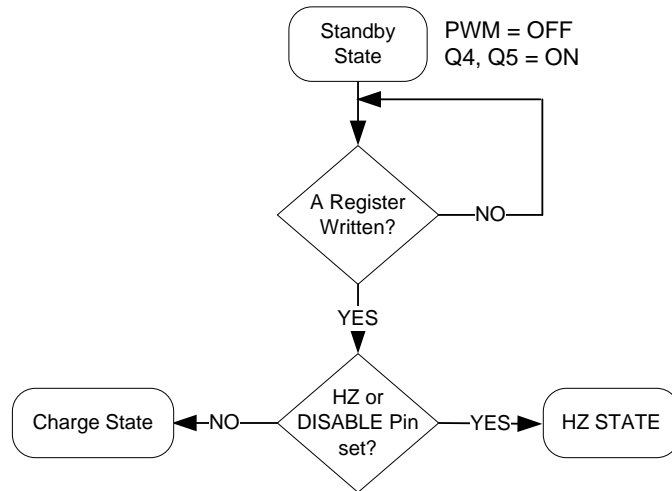 Standby
State
PWM = OFF
Q4, Q5 = ON
A Register
Written?
NO
YES
HZ or
DISABLE Pin
set?
Charge State
NO
YES
HZ STATE